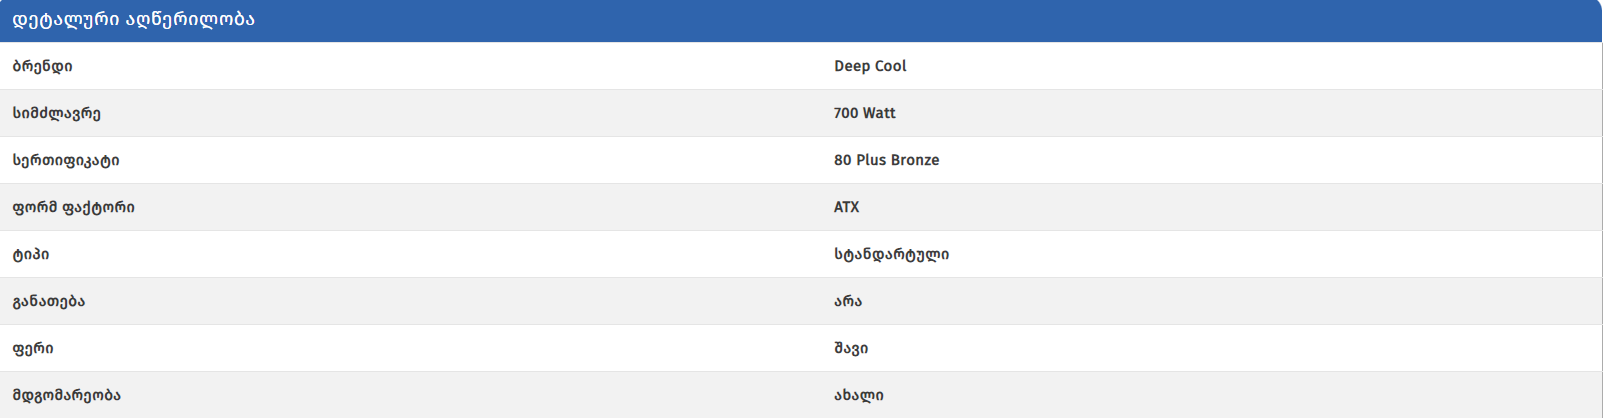 დეტალური აღწერილობა
ბრენდი Deep Cool
სიმძლავრე 700 Watt
სერთიფიკატი 80 Plus Bronze
ფორმ ფაქტორი ATX
ტიპი სტანდარტული
განათება არა
ფერი შავი
მდგომარეობა ახალი